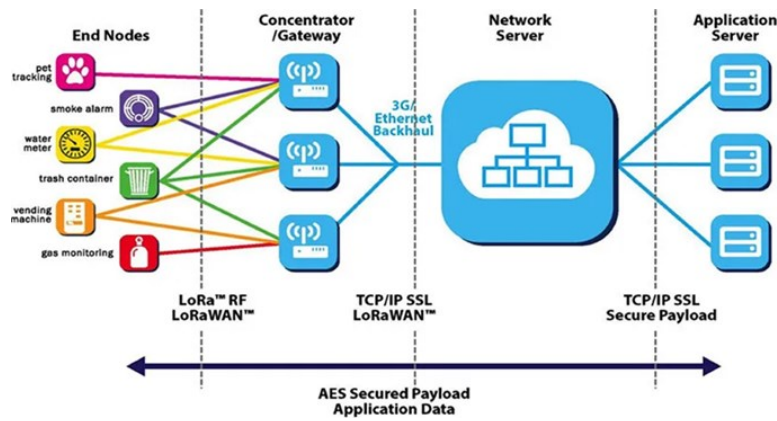 End Nodes
Concentrator
/Gateway
Network
Server
Application
Server
pet
tracking
smoke alarm
water
meter
trash container
vending
machine
gas monitoring
3G/
Ethernet
Backhaul
LoRa™ RF
LoRaWAN™
TCP/IP SSL
LoRaWAN™
TCP/IP SSL
Secure Payload
AES Secured Payload
Application Data